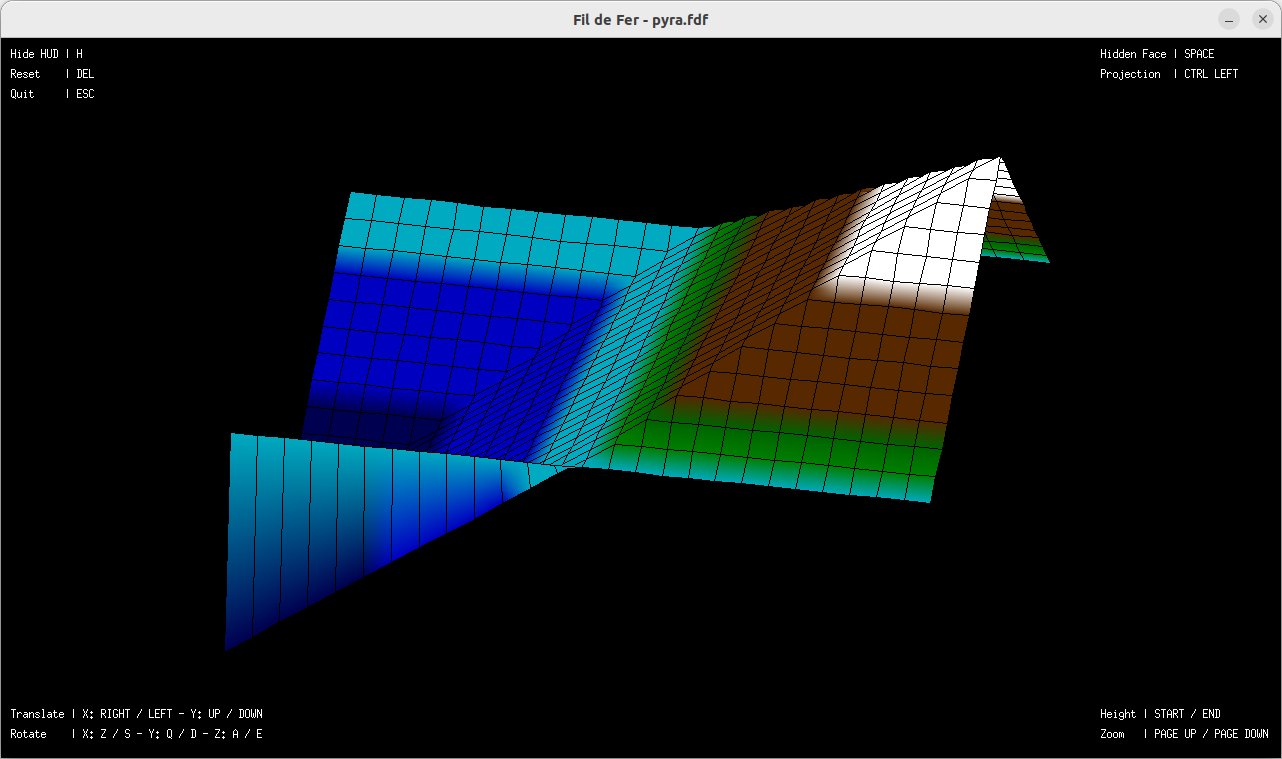 Fil de Fer - pyra.fdf
Hide HUD | H
Reset    | DEL
Quit     | ESC
Hidden Face | SPACE
Projection  | CTRL LEFT
Translate | X: RIGHT / LEFT - Y: UP / DOWN
Rotate    | X: Z / S - Y: Q / D - Z: A / E
Height | START / END
Zoom   | PAGE UP / PAGE DOWN